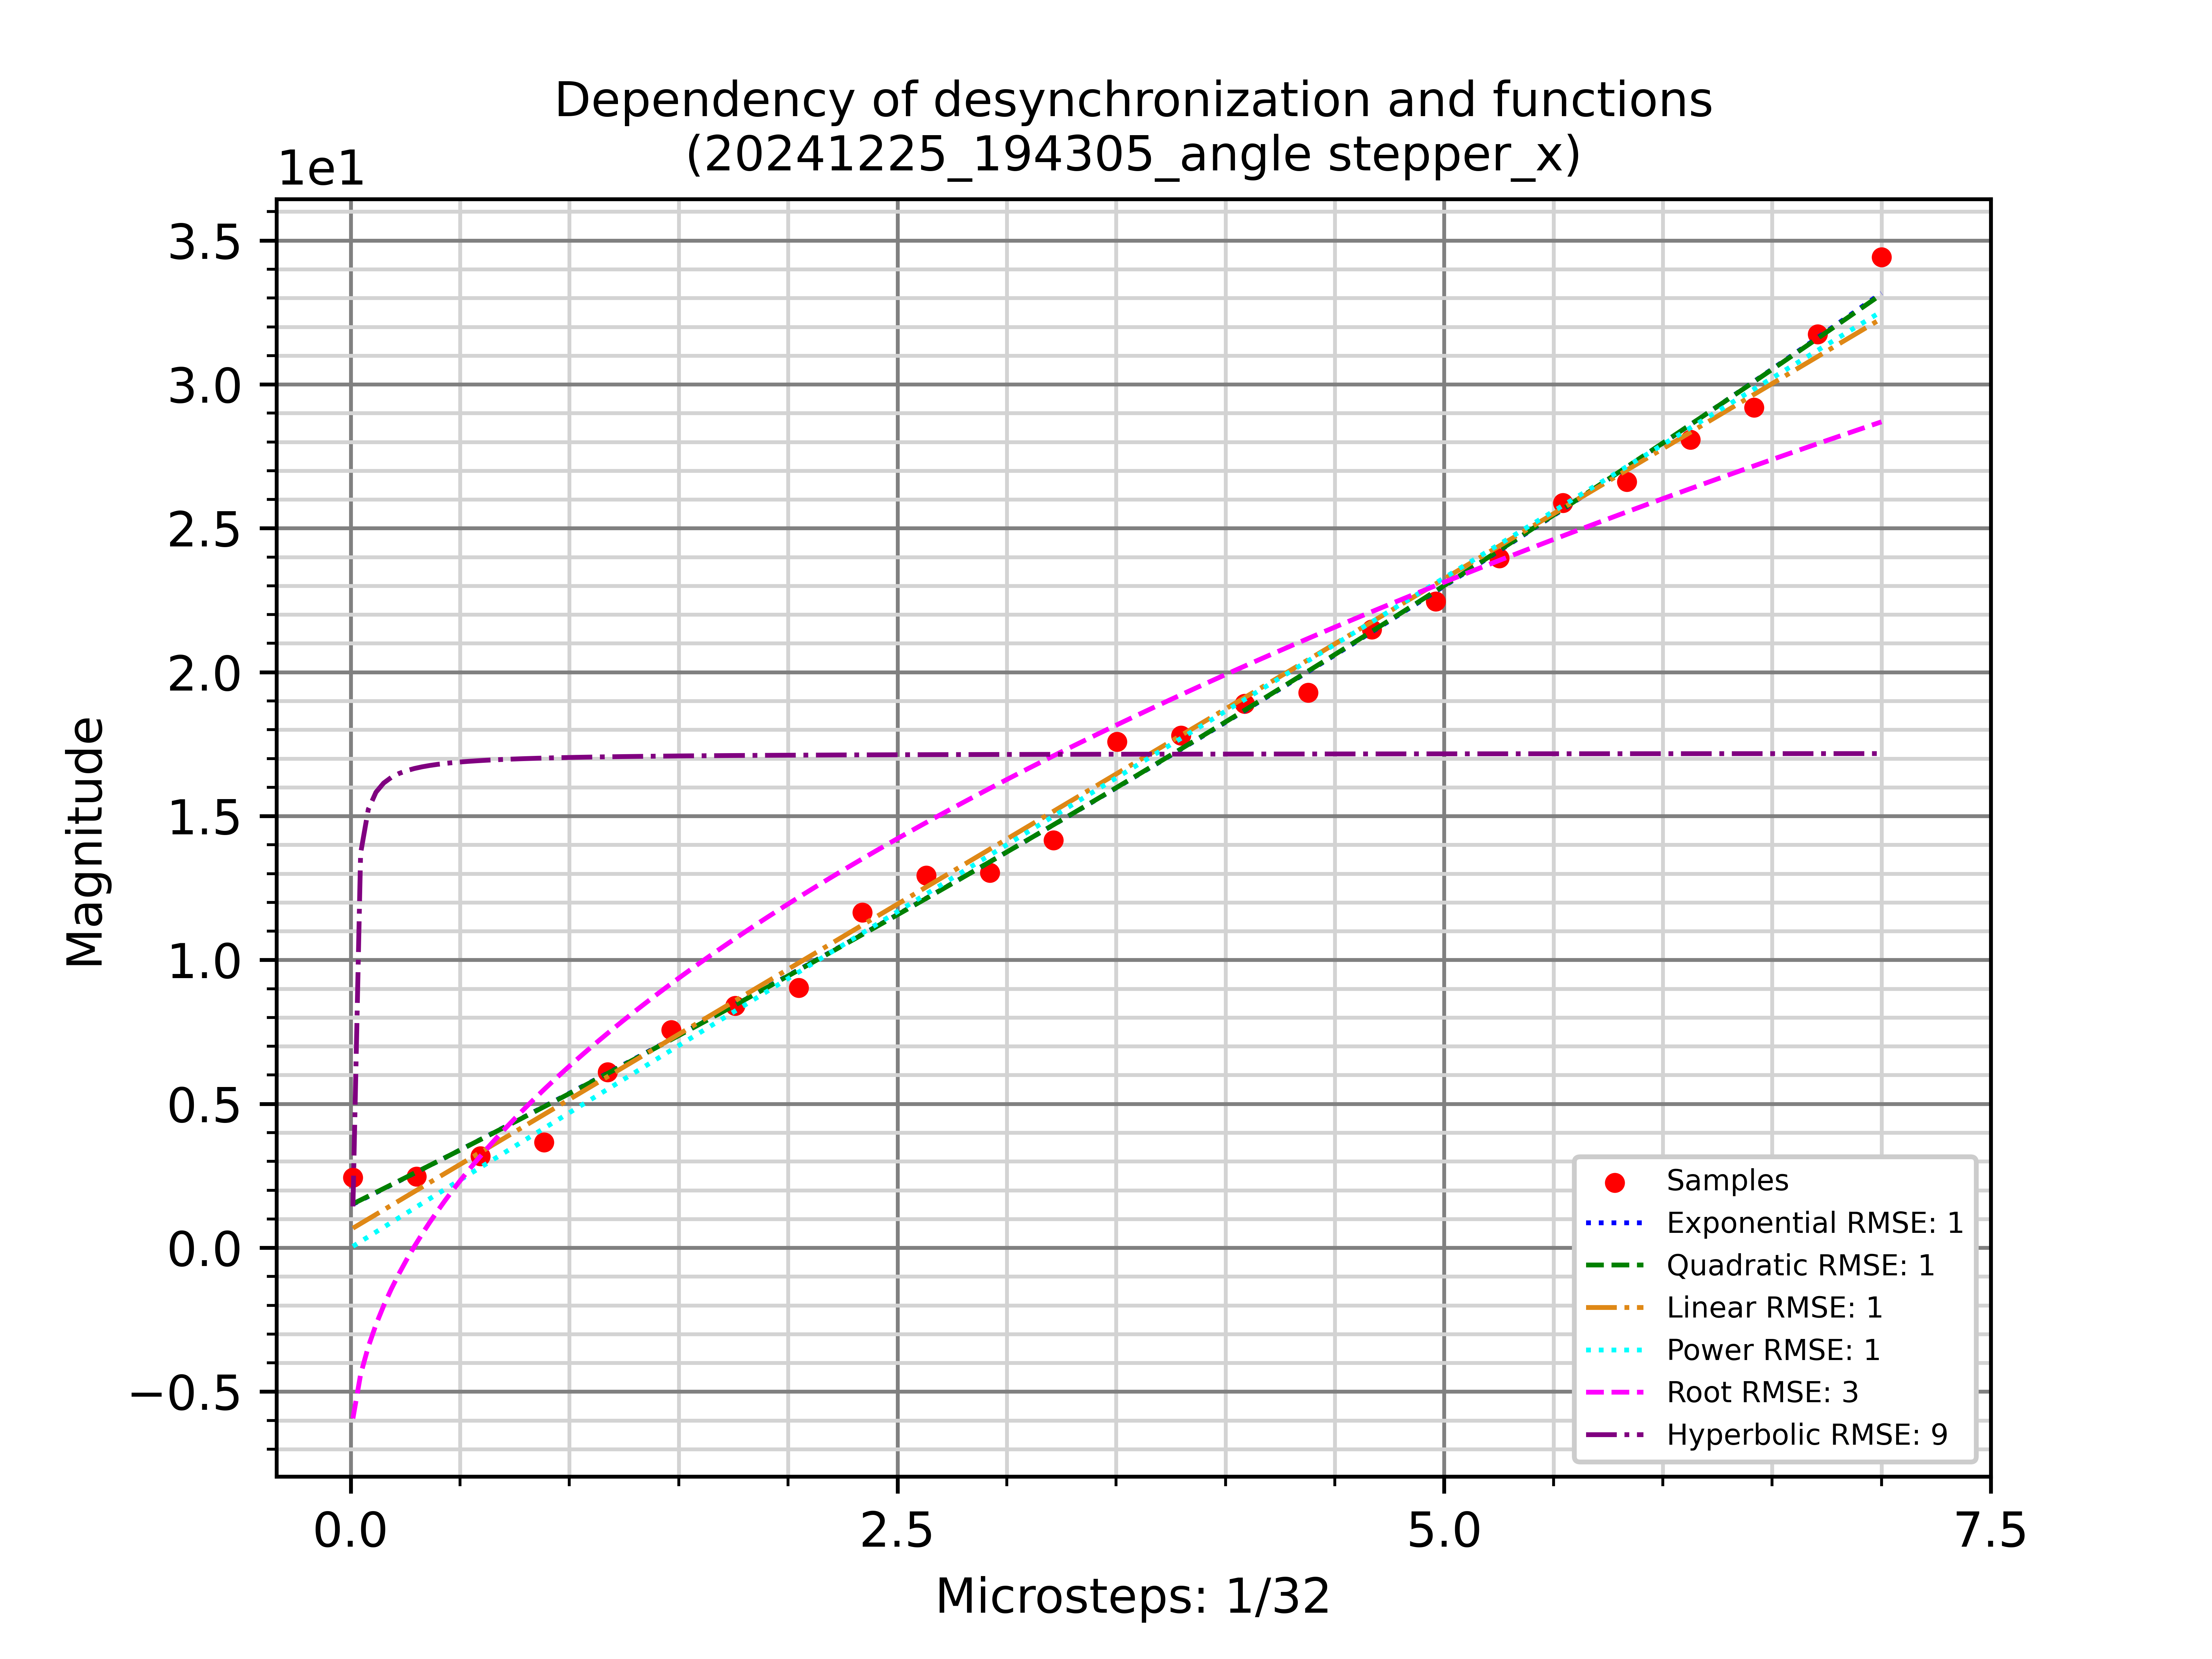 Dependency of desynchronization and functions
(20241225_194305_angle stepper_x)
1e1
3.5
3.0
2.5
2.0
1.5
1.0
0.5
0.0
−0.5
Magnitude
Samples
Exponential RMSE: 1
Quadratic RMSE: 1
Linear RMSE: 1
Power RMSE: 1
Root RMSE: 3
Hyperbolic RMSE: 9
0.0 2.5 5.0 7.5
Microsteps: 1/32